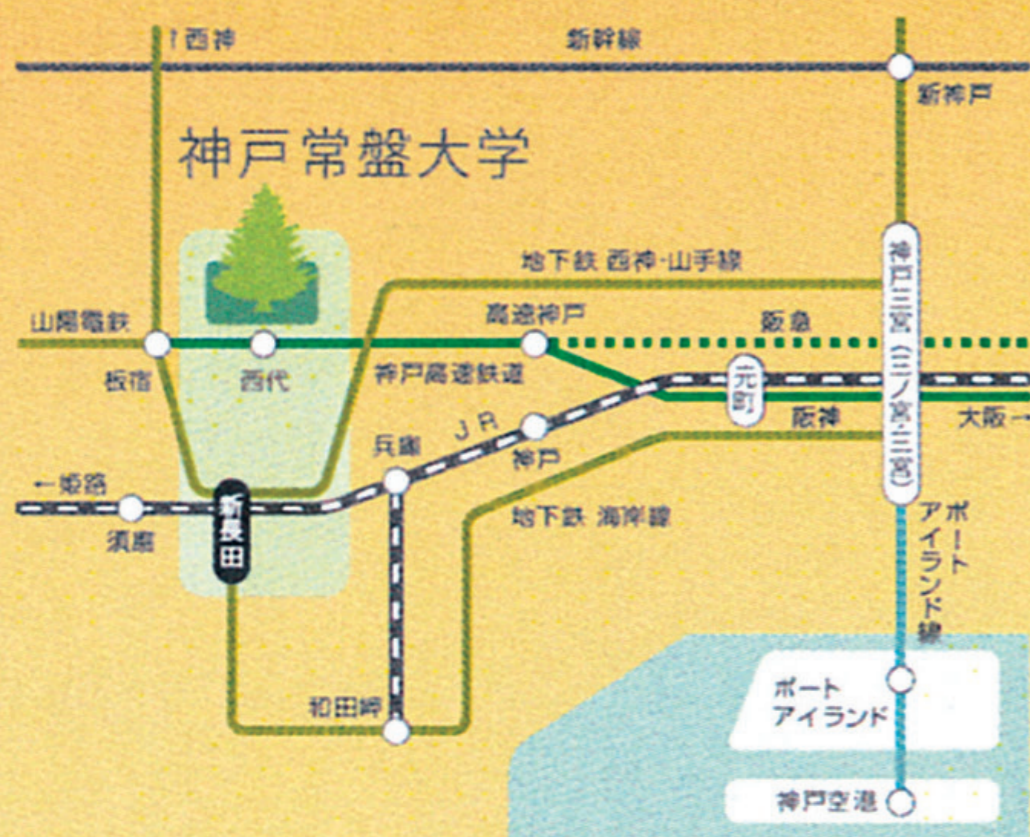 ↑西神
新幹線
新神戸
神戸常盤大学
地下鉄 西神・山手線
神戸三宮(三ノ宮・三宮)
山陽電鉄
高速神戸
阪急
板宿
西代
神戸高速鉄道
元町
阪神
大阪→
JR
兵庫
神戸
←姫路
新長田
須磨
地下鉄 海岸線
ポート
アイランド線
和田岬
ポート
アイランド
神戸空港